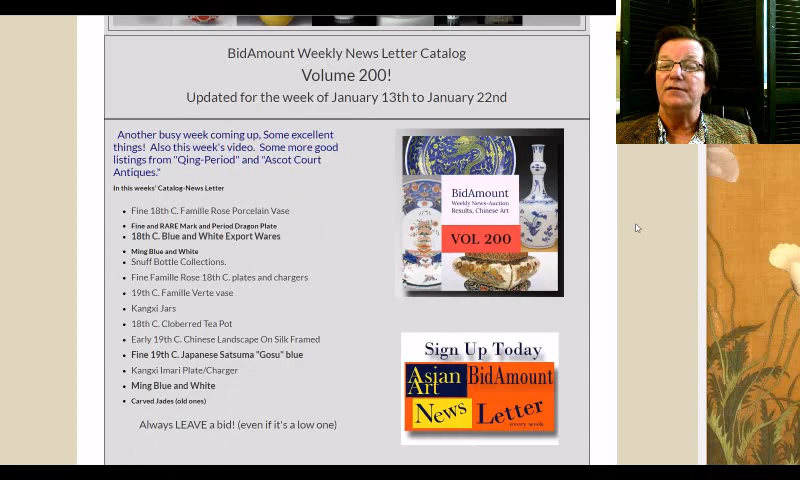 BidAmount Weekly News Letter Catalog
Volume 200!
Updated for the week of January 13th to January 22nd
Another busy week coming up, Some excellent
things!  Also this week's video.  Some more good
listings from "Qing-Period" and "Ascot Court
Antiques."
In this weeks' Catalog-News Letter
Fine 18th C. Famille Rose Porcelain Vase
Fine and RARE Mark and Period Dragon Plate
18th C. Blue and White Export Wares
Ming Blue and White
Snuff Bottle Collections.
Fine Famille Rose 18th C. plates and chargers
19th C. Famille Verte vase
Kangxi Jars
18th C. Cloberred Tea Pot
Early 19th C. Chinese Landscape On Silk Framed
Fine 19th C. Japanese Satsuma "Gosu" blue
Kangxi Imari Plate/Charger
Ming Blue and White
Carved Jades (old ones)
Always LEAVE a bid! (even if it's a low one)
BidAmount
Weekly News-Auction
Results, Chinese Art
VOL 200
Sign Up Today
Asian Art BidAmount
News Letter
every week